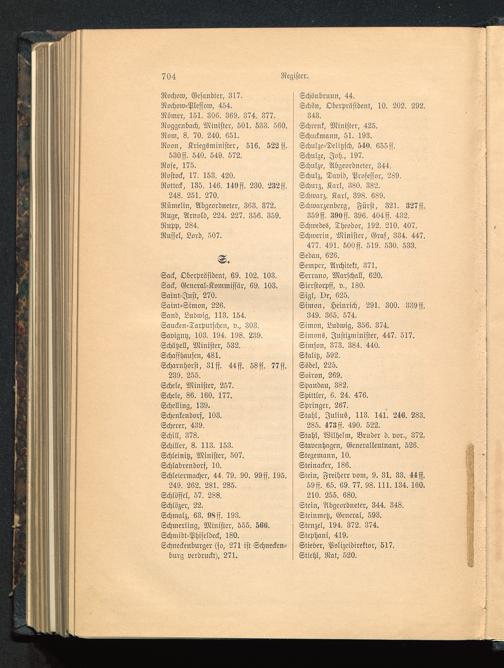 704
Register.
Rochow, Gesandter, 317.
Rochow-Plessow, 454.
Römer, 151. 306. 369. 374. 377.
Roggenbach, Minister, 501. 533. 560.
Rom, 8. 70. 240. 651.
Roon, Kriegsminister, 516. 522 ff.
530 ff. 540. 549. 572.
Rose, 175.
Rostock, 17. 153. 420.
Rotteck, 135. 146. 149 ff. 230. 232 ff.
248. 251. 270.
Rümelin, Abgeordneter, 363. 372.
Ruge, Arnold, 224. 227. 356. 359.
Rupp, 284.
Russel, Lord, 507.
S.
Sack, Oberpräsident, 69. 102. 103.
Sack, General-Kommissär, 69. 103.
Saint-Just, 270.
Saint-Simon, 226.
Sand, Ludwig, 113. 154.
Saucken-Tarputschen, v., 303.
Savigny, 103. 194. 198. 239.
Schätzell, Minister, 532.
Schaffhausen, 481.
Scharnhorst, 31 ff. 44 ff. 58 ff. 77 ff.
239. 255.
Schele, Minister, 257.
Schele, 86. 160. 177.
Schelling, 139.
Schenkendorf, 103.
Scherer, 439.
Schill, 378.
Schiller, 8. 113. 153.
Schleinitz, Minister, 507.
Schlabrendorf, 10.
Schleiermacher, 44. 79. 90. 99 ff. 195.
249. 262. 281. 285.
Schlöffel, 57. 288.
Schlözer, 22.
Schmalz, 63. 98 ff. 193.
Schmerling, Minister, 555. 566.
Schmidt-Phiseldeck, 180.
Schneckenburger (so, 271 ist Schnecken-
burg verdruckt), 271.
Schönbrunn, 44.
Schön, Oberpräsident, 10. 202. 292.
343.
Schrenk, Minister, 425.
Schuckmann, 51. 193.
Schulze-Delitzsch, 540. 655 ff.
Schulze, Joh., 197.
Schulze, Abgeordneter, 344.
Schulz, David, Professor, 289.
Schurz, Karl, 380. 382.
Schwarz, Karl, 398. 689.
Schwarzenberg, Fürst, 321. 327 ff.
359 ff. 390 ff. 396. 404 ff. 432.
Schwedes, Theodor, 192. 210. 407.
Schwerin, Minister, Graf, 334. 447.
477. 491. 500 ff. 519. 530. 533.
Sedan, 626.
Semper, Architekt, 371.
Serrano, Marschall, 620.
Sierstorpff, v., 180.
Sigl, Dr., 625.
Simon, Heinrich, 291. 300. 339 ff.
349. 365. 574.
Simon, Ludwig, 356. 374.
Simons, Justizminister, 447. 517.
Simson, 373. 384. 440.
Skalitz, 592.
Södel, 225.
Soiron, 269.
Spandau, 382.
Spittler, 6. 24. 476.
Springer, 267.
Stahl, Julius, 113. 141. 246. 283.
285. 473 ff. 490. 522.
Stahl, Wilhelm, Bruder d. vor., 372.
Stavenhagen, Generalleutnant, 526.
Stegemann, 10.
Steinacker, 186.
Stein, Freiherr vom, 9. 31. 33. 44 ff.
59 ff. 65. 69. 77. 98. 111. 134. 160.
210. 255. 680.
Stein, Abgeordneter, 344. 348.
Steinmetz, General, 593.
Stenzel, 194. 372. 374.
Stephani, 419.
Stieber, Polizeidirektor, 517.
Stiehl, Rat, 520.